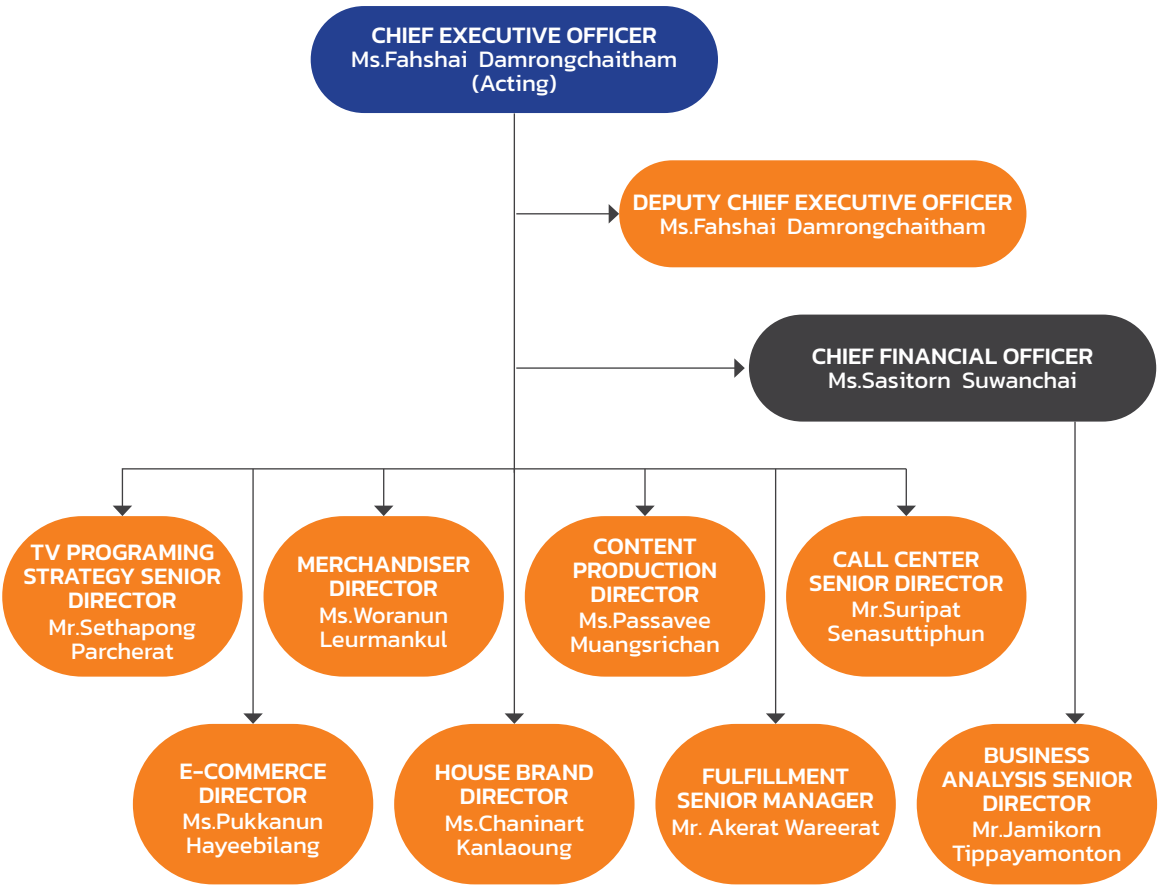 CHIEF EXECUTIVE OFFICER
Ms.Fahshai Damrongchaitham
(Acting)
DEPUTY CHIEF EXECUTIVE OFFICER
Ms.Fahshai Damrongchaitham
CHIEF FINANCIAL OFFICER
Ms.Sasitorn Suwanchai
TV PROGRAMING
STRATEGY SENIOR
DIRECTOR
Mr.Sethapong
Parcherat
MERCHANDISER
DIRECTOR
Ms.Woranun
Leurmankul
CONTENT
PRODUCTION
DIRECTOR
Ms.Passavee
Muangsrichan
CALL CENTER
SENIOR DIRECTOR
Mr.Suripat
Senasuttiphun
E-COMMERCE
DIRECTOR
Ms.Pukkanun
Hayeebilang
HOUSE BRAND
DIRECTOR
Ms.Chaninart
Kanlaoung
FULFILLMENT
SENIOR MANAGER
Mr. Akerat Wareerat
BUSINESS
ANALYSIS SENIOR
DIRECTOR
Mr.Jamikorn
Tippayamonton